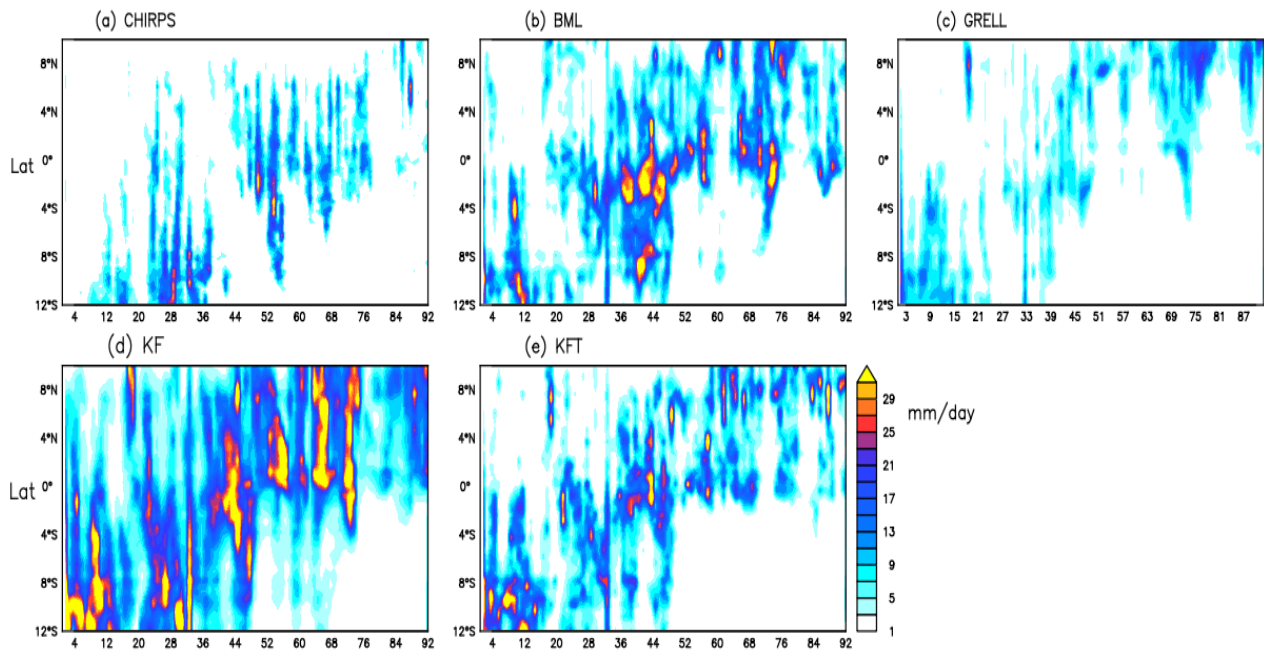 (a) CHIRPS
(b) BML
(c) GRELL
8°N
4°N
0°
4°S
8°S
12°S
Lat
4 12 20 28 36 44 52 60 68 76 84 92
8°N
4°N
0°
4°S
8°S
12°S
4 12 20 28 36 44 52 60 68 76 84 92
8°N
4°N
0°
4°S
8°S
12°S
3 9 15 21 27 33 39 45 51 57 63 69 75 81 87
(d) KF
(e) KFT
8°N
4°N
0°
4°S
8°S
12°S
Lat
4 12 20 28 36 44 52 60 68 76 84 92
8°N
4°N
0°
4°S
8°S
12°S
4 12 20 28 36 44 52 60 68 76 84 92
29
25
21
17
13
9
5
1
mm/day